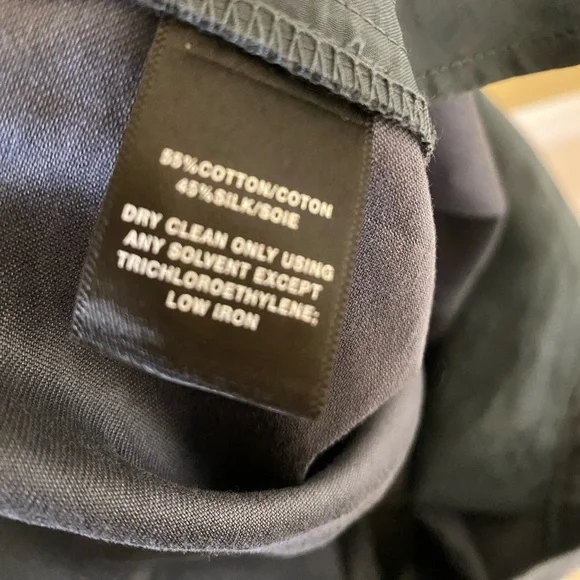 55%COTTON/COTON
45%SILK/SOIE
DRY CLEAN ONLY USING
ANY SOLVENT EXCEPT
TRICHLOROETHYLENE;
LOW IRON